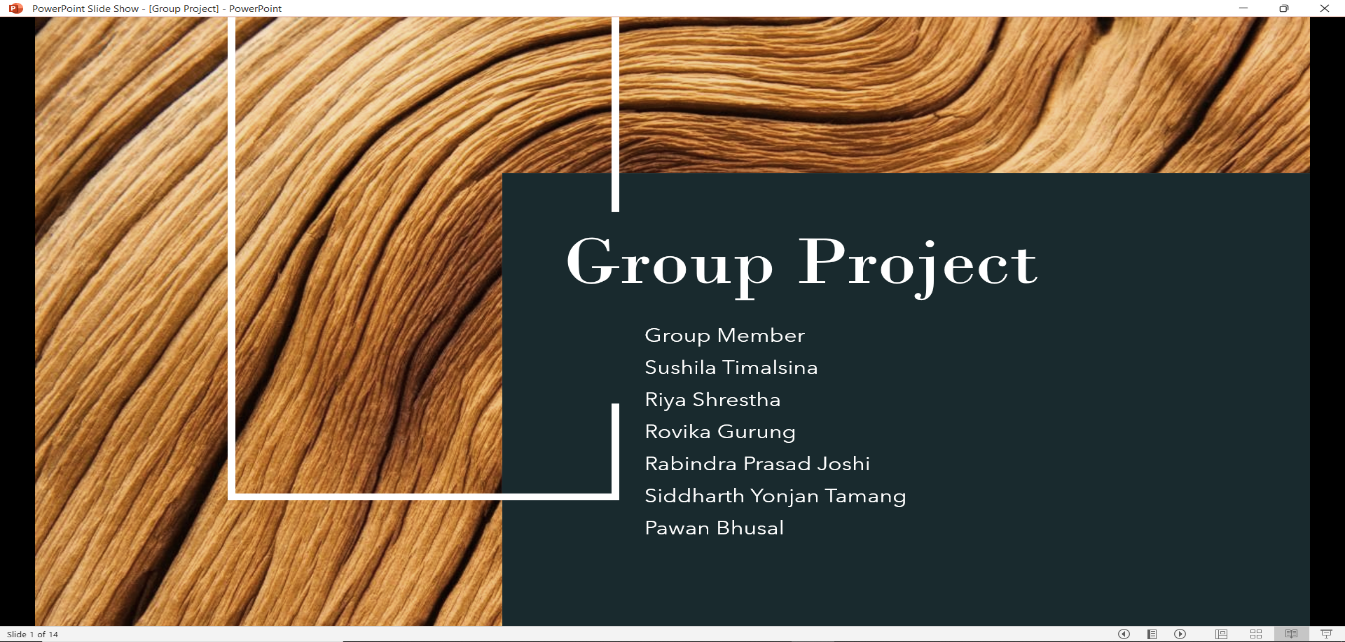 PowerPoint Slide Show - [Group Project] - PowerPoint
Group Project
Group Member
Sushila Timalsina
Riya Shrestha
Rovika Gurung
Rabindra Prasad Joshi
Siddharth Yonjan Tamang
Pawan Bhusal
Slide 1 of 14